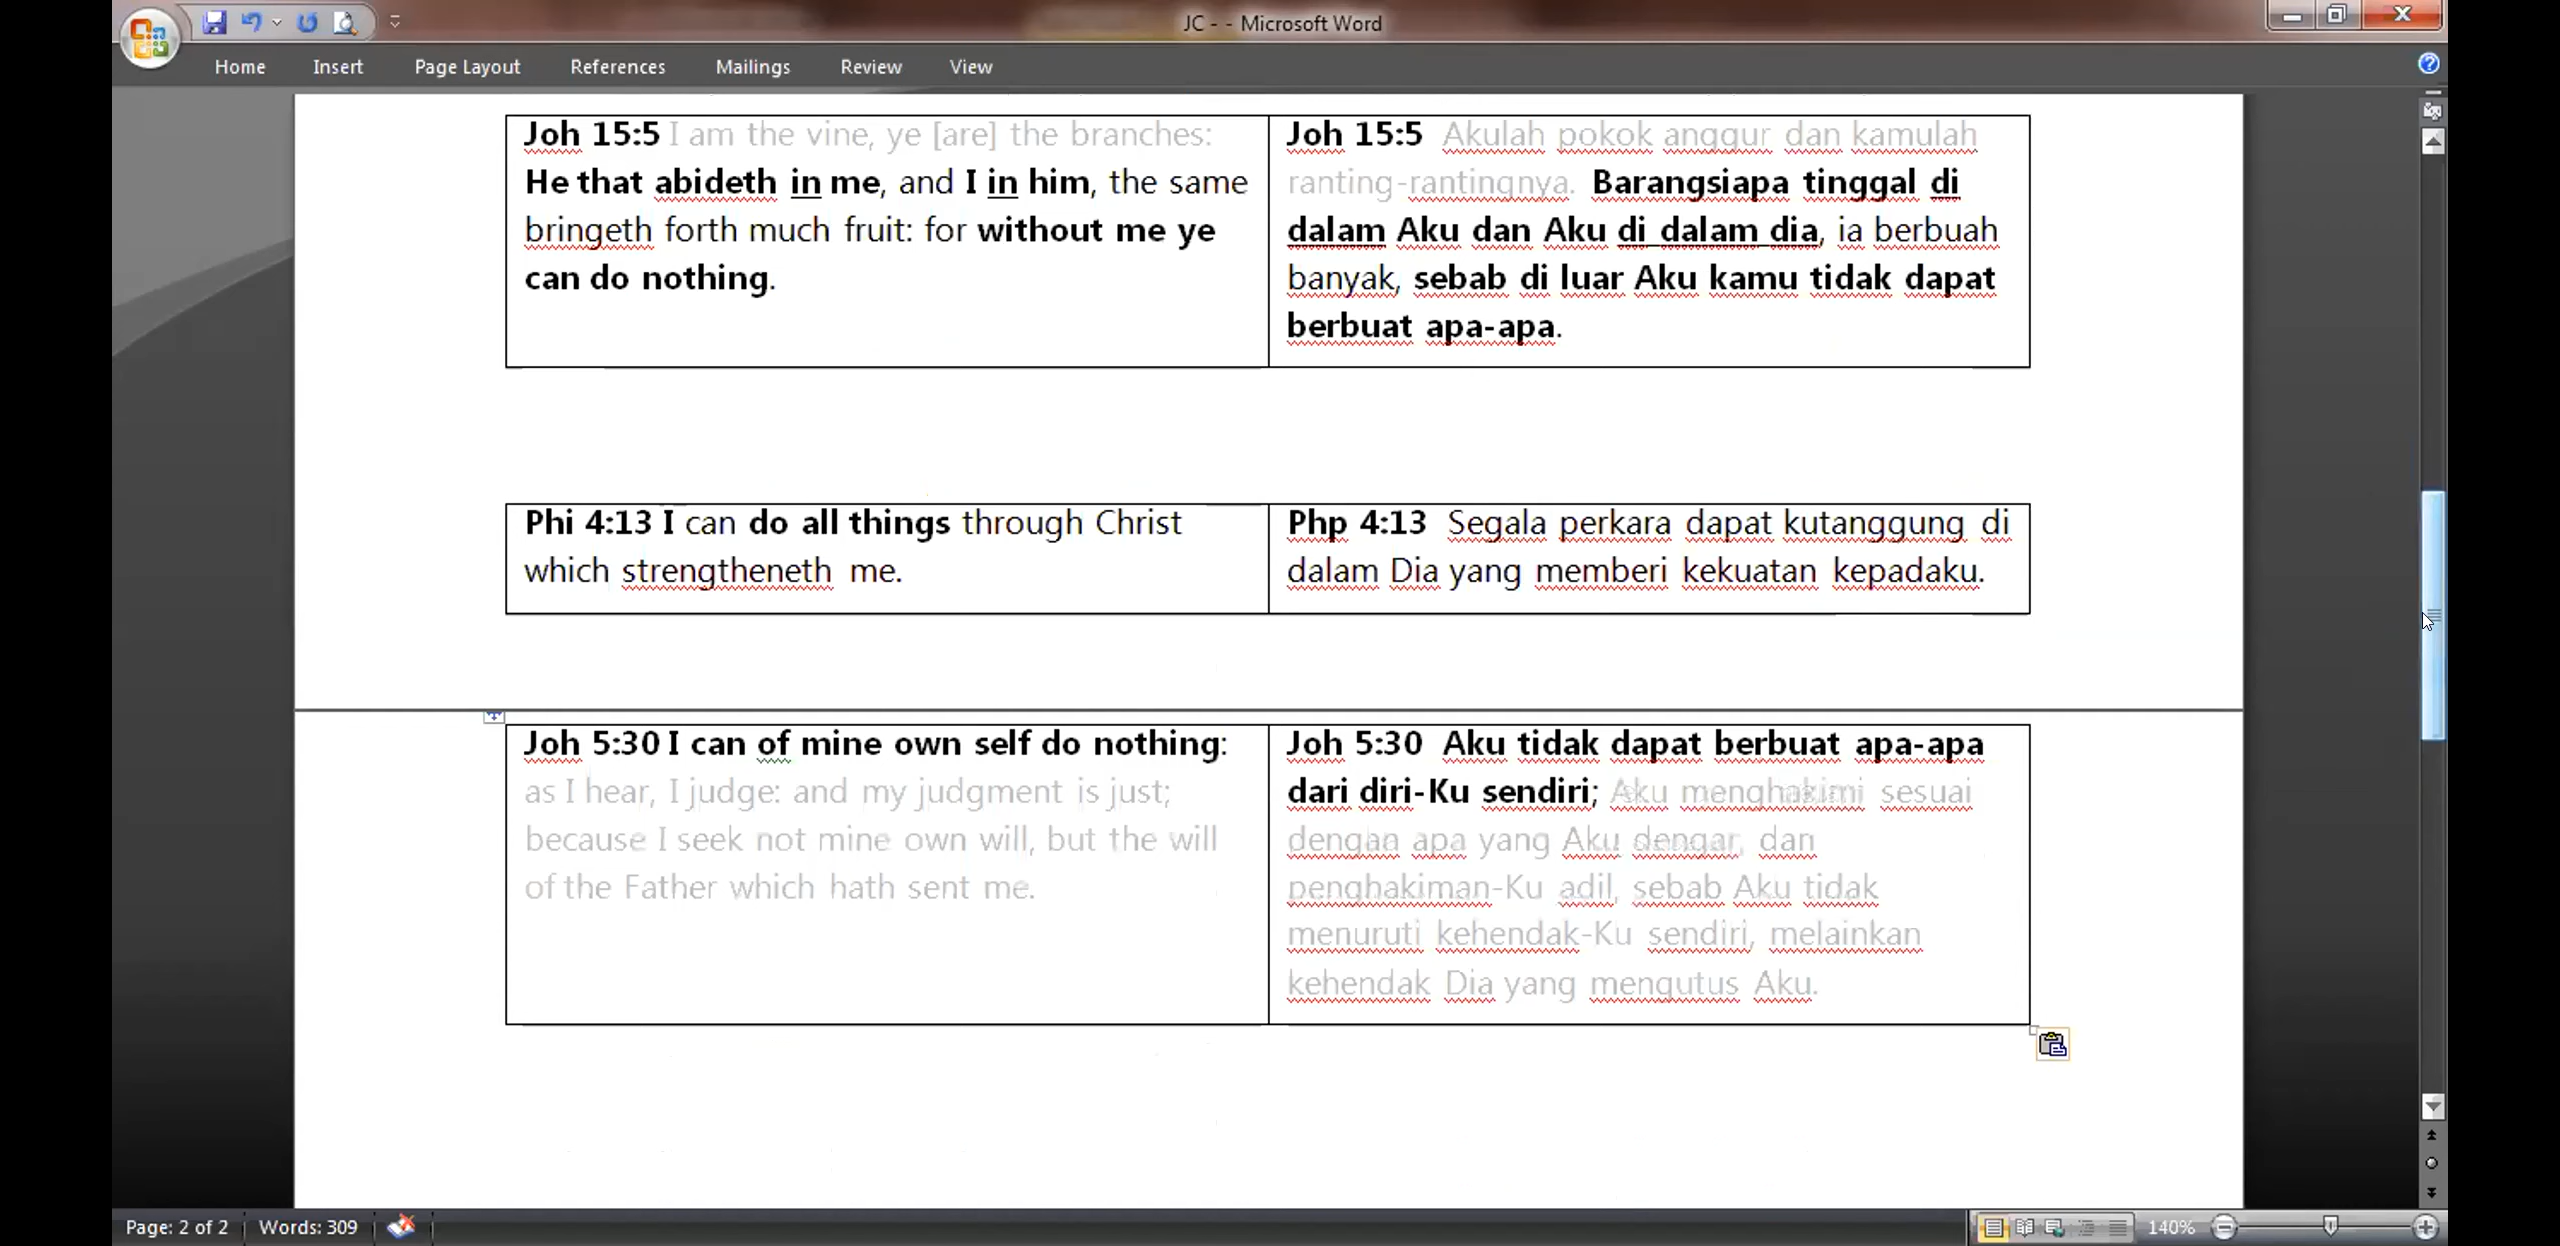 JC - - Microsoft Word
Home Insert Page Layout References Mailings Review View
Joh 15:5 I am the vine, ye [are] the branches:
He that abideth in me, and I in him, the same
bringeth forth much fruit: for without me ye
can do nothing.
Joh 15:5 Akulah pokok anggur dan kamulah
ranting-rantingnya. Barangsiapa tinggal di
dalam Aku dan Aku di dalam dia, ia berbuah
banyak, sebab di luar Aku kamu tidak dapat
berbuat apa-apa.
Phi 4:13 I can do all things through Christ
which strengtheneth me.
Php 4:13 Segala perkara dapat kutanggung di
dalam Dia yang memberi kekuatan kepadaku.
Joh 5:30 I can of mine own self do nothing:
as I hear, I judge: and my judgment is just;
because I seek not mine own will, but the will
of the Father which hath sent me.
Joh 5:30 Aku tidak dapat berbuat apa-apa
dari diri-Ku sendiri; Aku menghakimi sesuai
dengan apa yang Aku dengar, dan
penghakiman-Ku adil, sebab Aku tidak
menuruti kehendak-Ku sendiri, melainkan
kehendak Dia yang mengutus Aku.
Page: 2 of 2 Words: 309 140%